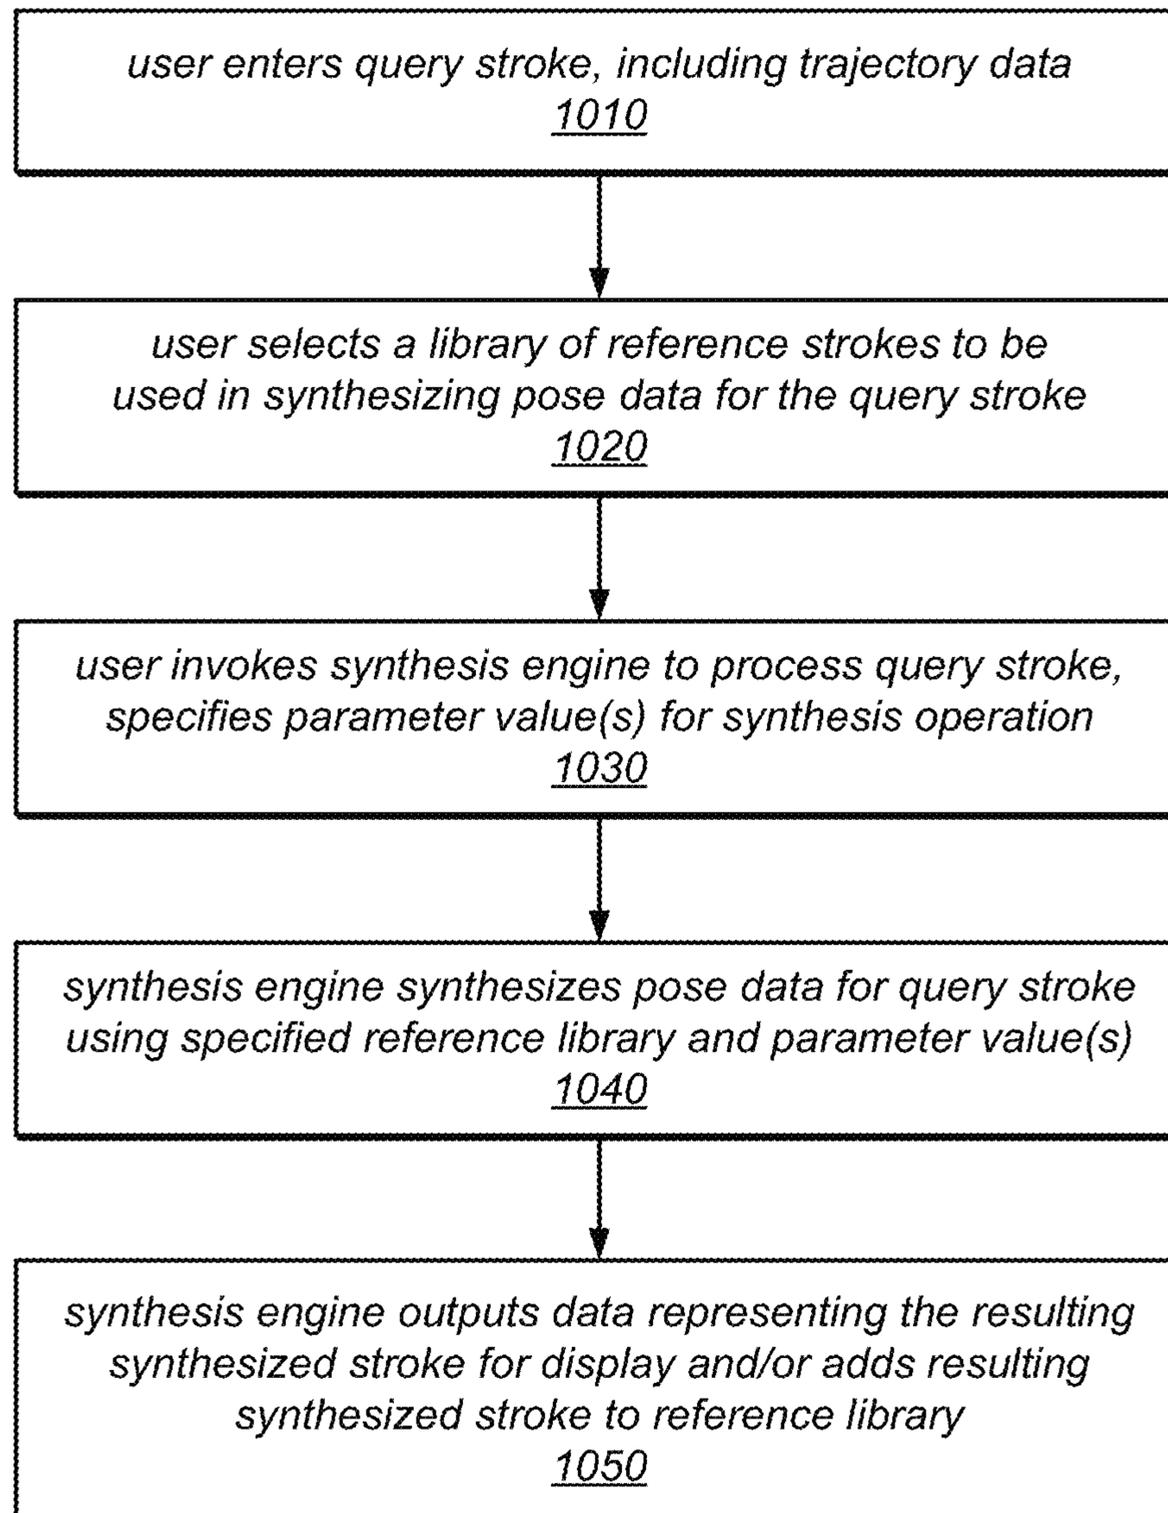 user enters query stroke, including trajectory data
1010
user selects a library of reference strokes to be
used in synthesizing pose data for the query stroke
1020
user invokes synthesis engine to process query stroke,
specifies parameter value(s) for synthesis operation
1030
synthesis engine synthesizes pose data for query stroke
using specified reference library and parameter value(s)
1040
synthesis engine outputs data representing the resulting
synthesized stroke for display and/or adds resulting
synthesized stroke to reference library
1050